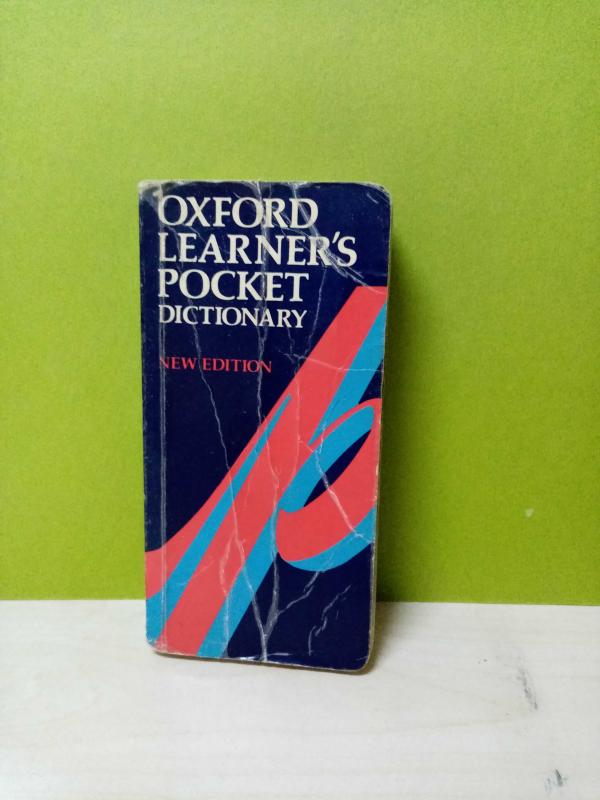 OXFORD
LEARNER'S
POCKET
DICTIONARY
NEW EDITION